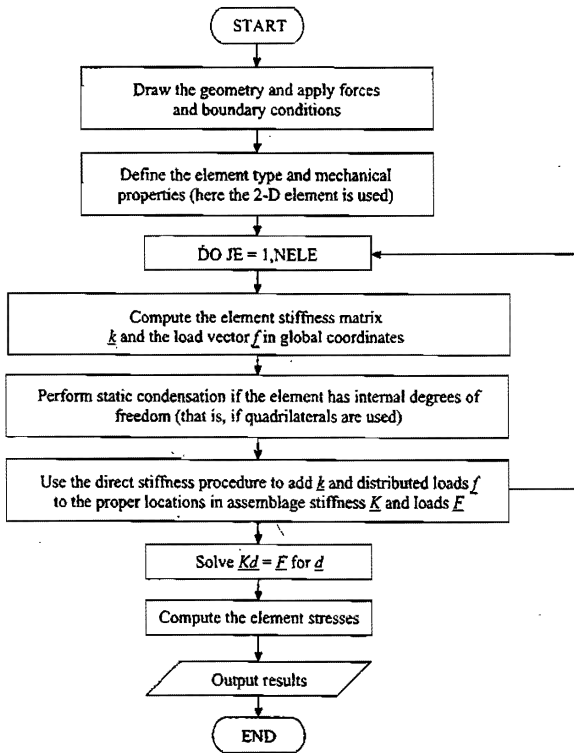 START
Draw the geometry and apply forces
and boundary conditions
Define the element type and mechanical
properties (here the 2-D element is used)
DO JE = 1,NELE
Compute the element stiffness matrix
k and the load vector f in global coordinates
Perform static condensation if the element has internal degrees of
freedom (that is, if quadrilaterals are used)
Use the direct stiffness procedure to add k and distributed loads f
to the proper locations in assemblage stiffness K and loads F
Solve Kd = F for d
Compute the element stresses
Output results
END